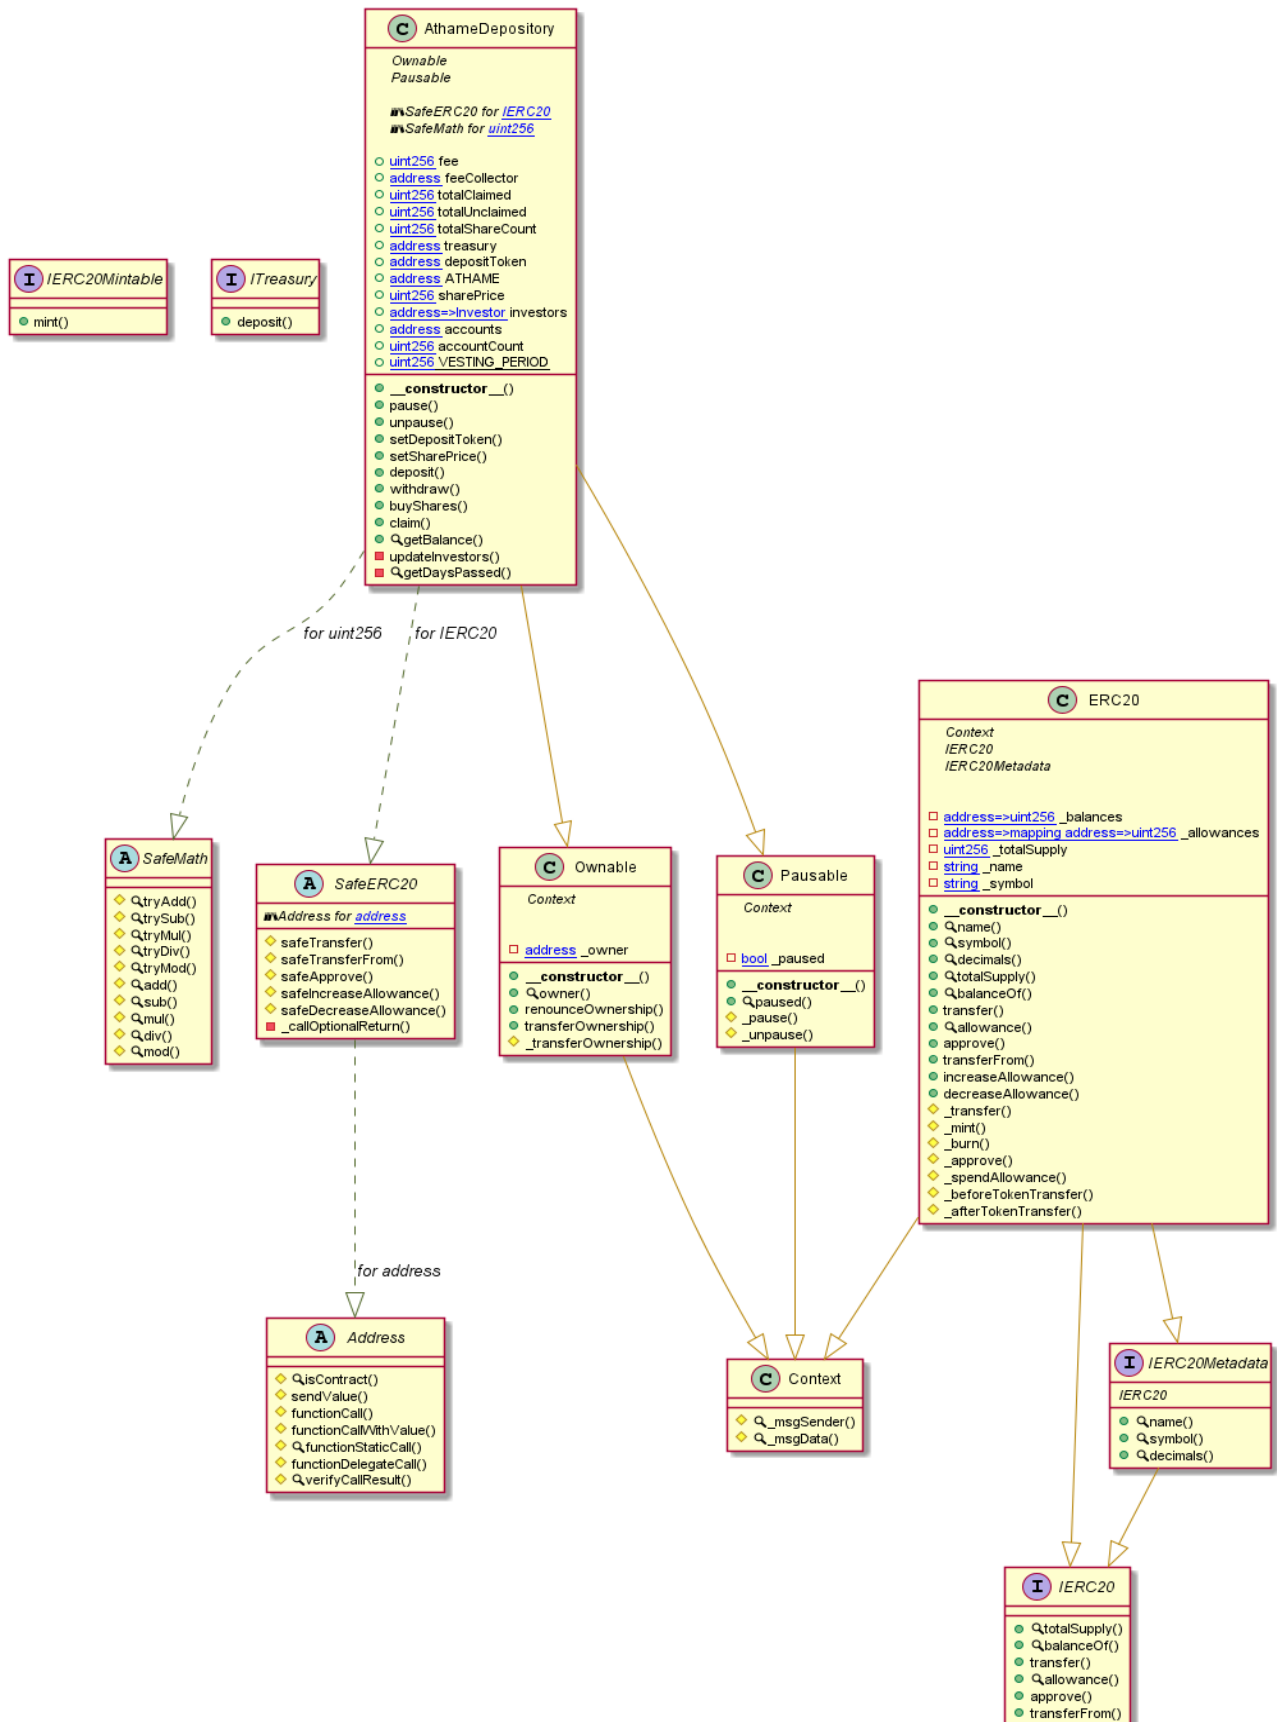 C AthameDepository
Ownable
Pausable
SafeERC20 for IERC20
SafeMath for uint256
uint256 fee
address feeCollector
uint256 totalClaimed
uint256 totalUnclaimed
uint256 totalShareCount
address treasury
address depositToken
address ATHAME
uint256 sharePrice
address=>Investor investors
address accounts
uint256 accountCount
uint256 VESTING_PERIOD
__constructor__()
pause()
unpause()
setDepositToken()
setSharePrice()
deposit()
withdraw()
buyShares()
claim()
getBalance()
updateInvestors()
getDaysPassed()
I IERC20Mintable
mint()
I ITreasury
deposit()
for uint256
for IERC20
A SafeMath
tryAdd()
trySub()
tryMul()
tryDiv()
tryMod()
add()
sub()
mul()
div()
mod()
A SafeERC20
Address for address
safeTransfer()
safeTransferFrom()
safeApprove()
safeIncreaseAllowance()
safeDecreaseAllowance()
_callOptionalReturn()
C Ownable
Context
address _owner
__constructor__()
owner()
renounceOwnership()
transferOwnership()
_transferOwnership()
C Pausable
Context
bool _paused
__constructor__()
paused()
_pause()
_unpause()
C ERC20
Context
IERC20
IERC20Metadata
address=>uint256 _balances
address=>mapping address=>uint256 _allowances
uint256 _totalSupply
string _name
string _symbol
__constructor__()
name()
symbol()
decimals()
totalSupply()
balanceOf()
transfer()
allowance()
approve()
transferFrom()
increaseAllowance()
decreaseAllowance()
_transfer()
_mint()
_burn()
_approve()
_spendAllowance()
_beforeTokenTransfer()
_afterTokenTransfer()
for address
A Address
isContract()
sendValue()
functionCall()
functionCallWithValue()
functionStaticCall()
functionDelegateCall()
verifyCallResult()
C Context
_msgSender()
_msgData()
I IERC20Metadata
IERC20
name()
symbol()
decimals()
I IERC20
totalSupply()
balanceOf()
transfer()
allowance()
approve()
transferFrom()